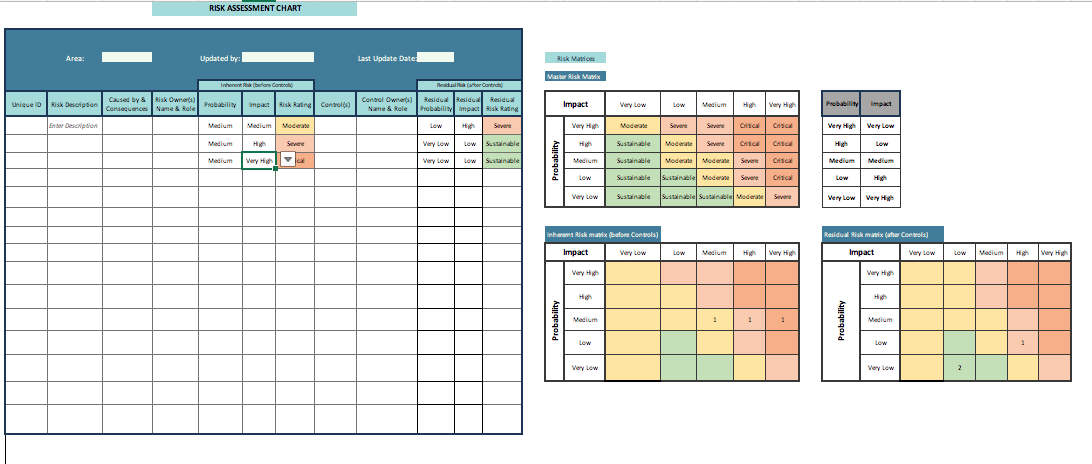 RISK ASSESSMENT CHART
Area:
Updated by:
Last Update Date:
Inherent Risk (before Controls)
Residual Risk (after Controls)
Unique ID
Risk Description
Caused by &
Consequences
Risk Owner(s)
Name & Role
Probability
Impact
Risk Rating
Control(s)
Control Owner(s)
Name & Role
Residual
Probability
Residual
Impact
Residual
Risk Rating
Enter Description Medium Medium Moderate Low High Severe
Medium High Severe Very Low Low Sustainable
Medium Very High cal Very Low Low Sustainable
Risk Matrices
Master Risk Matrix
Impact Very Low Low Medium High Very High
Probability
Very High Moderate Severe Severe Critical Critical
High Sustainable Moderate Severe Critical Critical
Medium Sustainable Moderate Moderate Severe Critical
Low Sustainable Sustainable Moderate Severe Critical
Very Low Sustainable Sustainable Sustainable Moderate Severe
Probability Impact
Very High Very Low
High Low
Medium Medium
Low High
Very Low Very High
Inherent Risk matrix (before Controls)
Impact Very Low Low Medium High Very High
Probability
Very High
High
Medium 1 1 1
Low
Very Low
Residual Risk matrix (after Controls)
Impact Very Low Low Medium High Very High
Probability
Very High
High
Medium
Low 1
Very Low 2